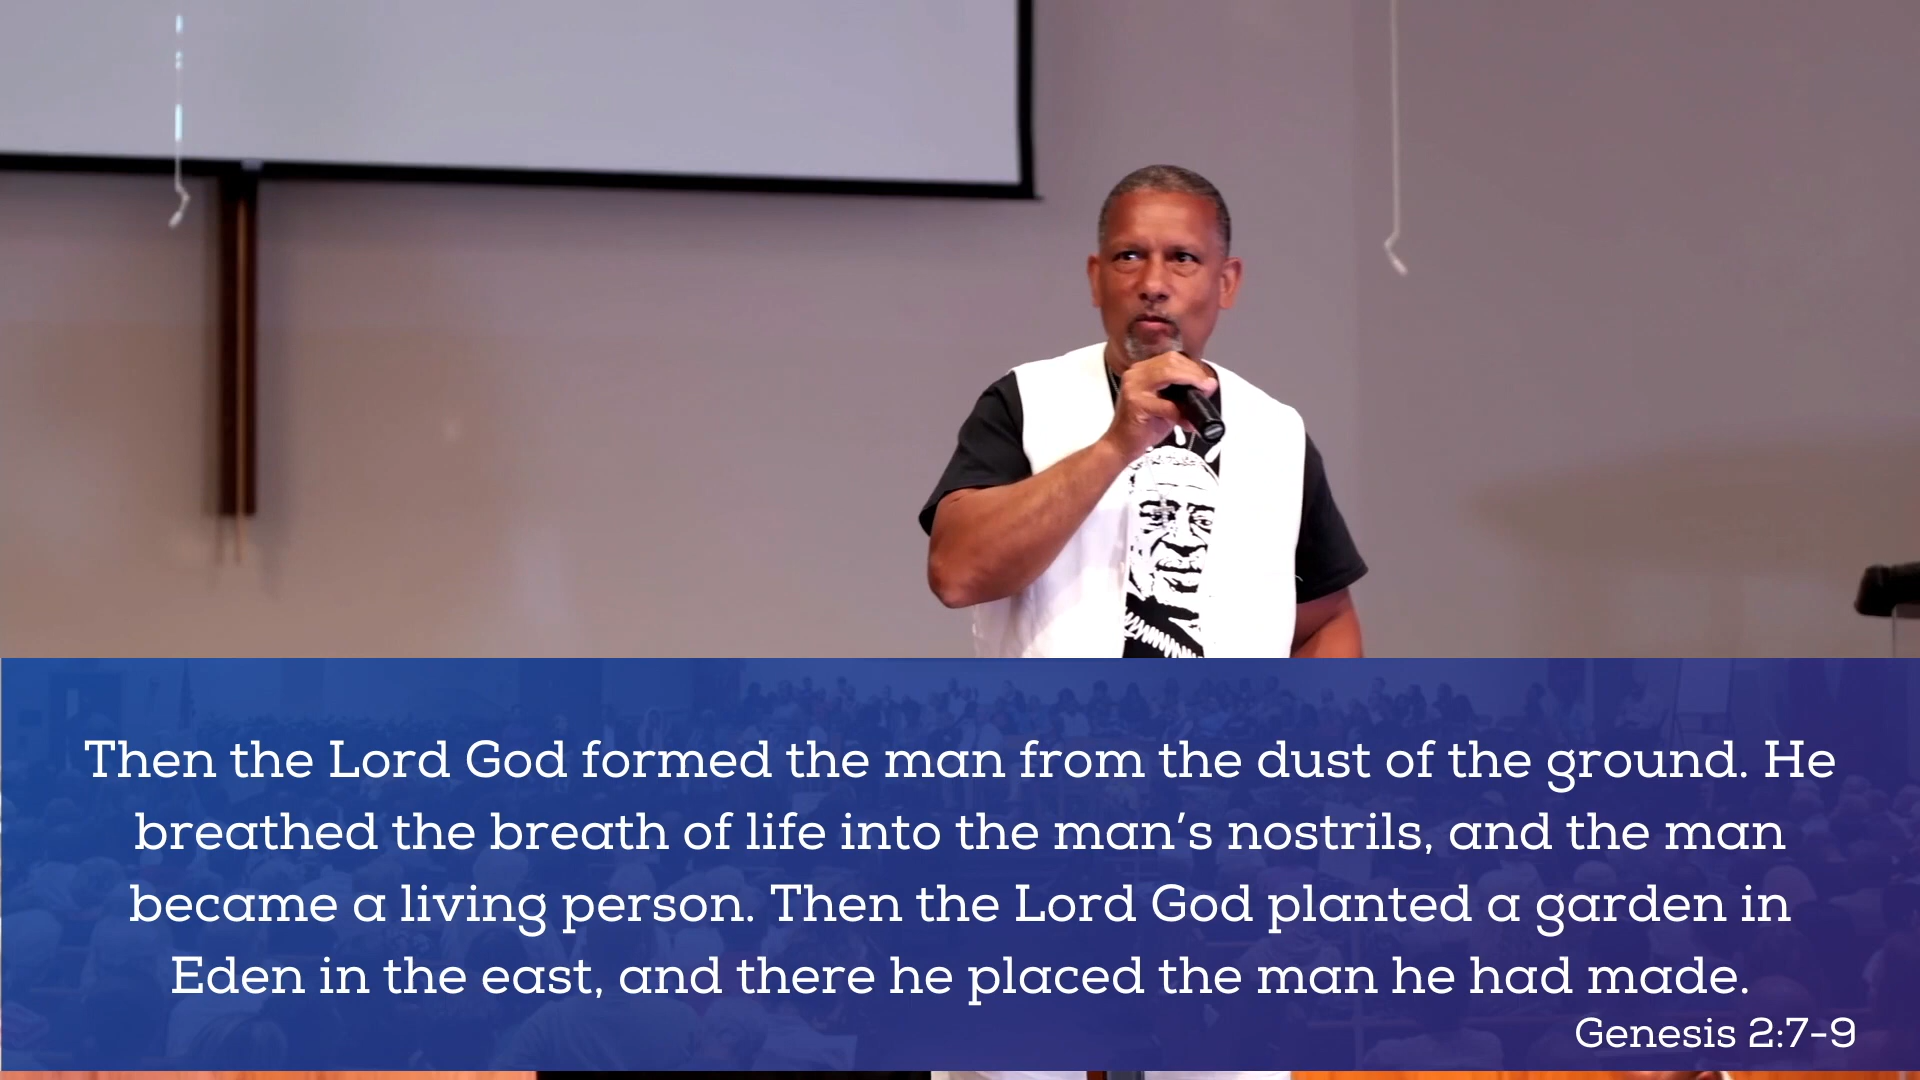 Then the Lord God formed the man from the dust of the ground. He
breathed the breath of life into the man’s nostrils, and the man
became a living person. Then the Lord God planted a garden in
Eden in the east, and there he placed the man he had made.
Genesis 2:7-9